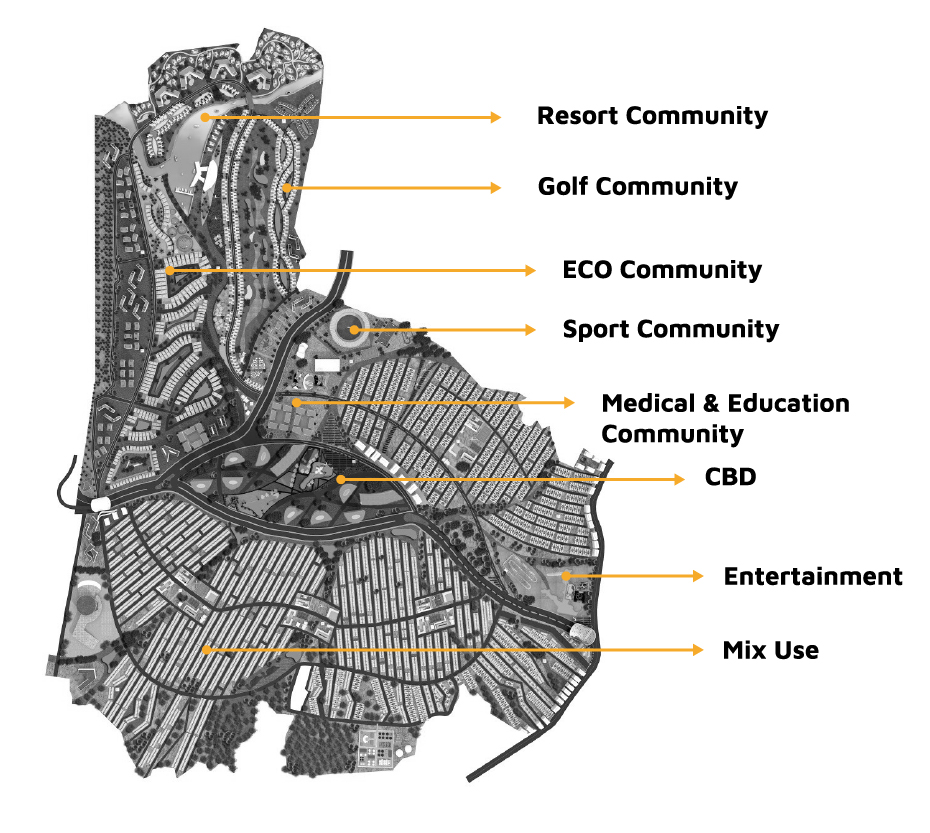 Resort Community
Golf Community
ECO Community
Sport Community
Medical & Education
Community
CBD
Entertainment
Mix Use